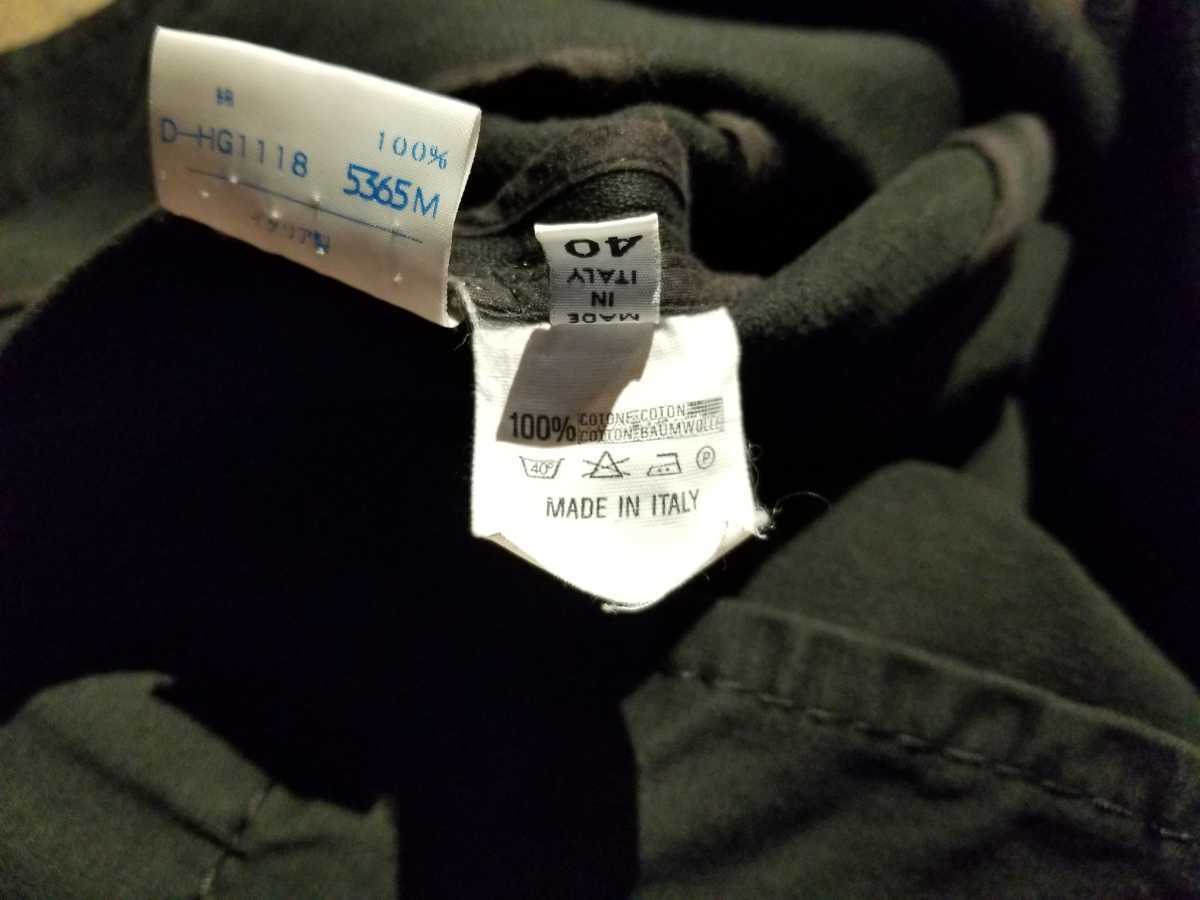 綿 100%
D-HG1118 5365M
イタリア製
40
MADE
IN
ITALY
100% COTONE-COTON
COTTON-BAUMWOLLE
40° P
MADE IN ITALY